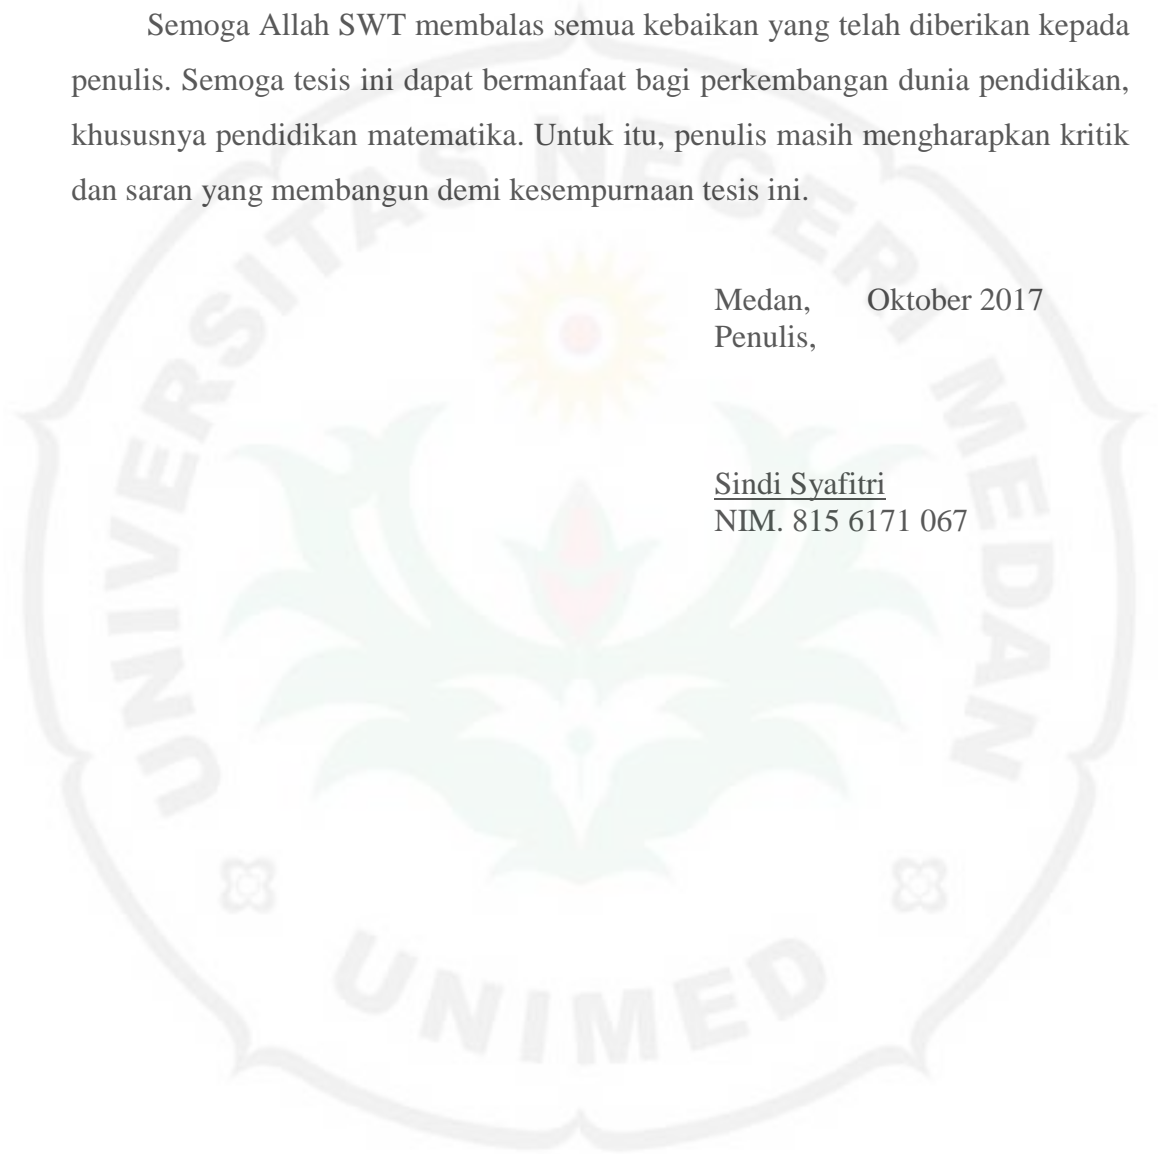 Semoga Allah SWT membalas semua kebaikan yang telah diberikan kepada
penulis. Semoga tesis ini dapat bermanfaat bagi perkembangan dunia pendidikan,
khususnya pendidikan matematika. Untuk itu, penulis masih mengharapkan kritik
dan saran yang membangun demi kesempurnaan tesis ini.
Medan, Oktober 2017
Penulis,
Sindi Syafitri
NIM. 815 6171 067
UNIVERSITAS NEGERI MEDAN
UNIMED